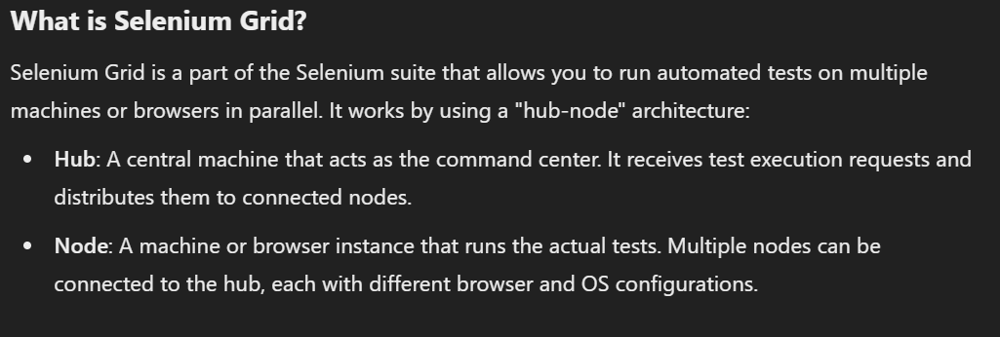 What is Selenium Grid?
Selenium Grid is a part of the Selenium suite that allows you to run automated tests on multiple
machines or browsers in parallel. It works by using a "hub-node" architecture:
• Hub: A central machine that acts as the command center. It receives test execution requests and
distributes them to connected nodes.
• Node: A machine or browser instance that runs the actual tests. Multiple nodes can be
connected to the hub, each with different browser and OS configurations.